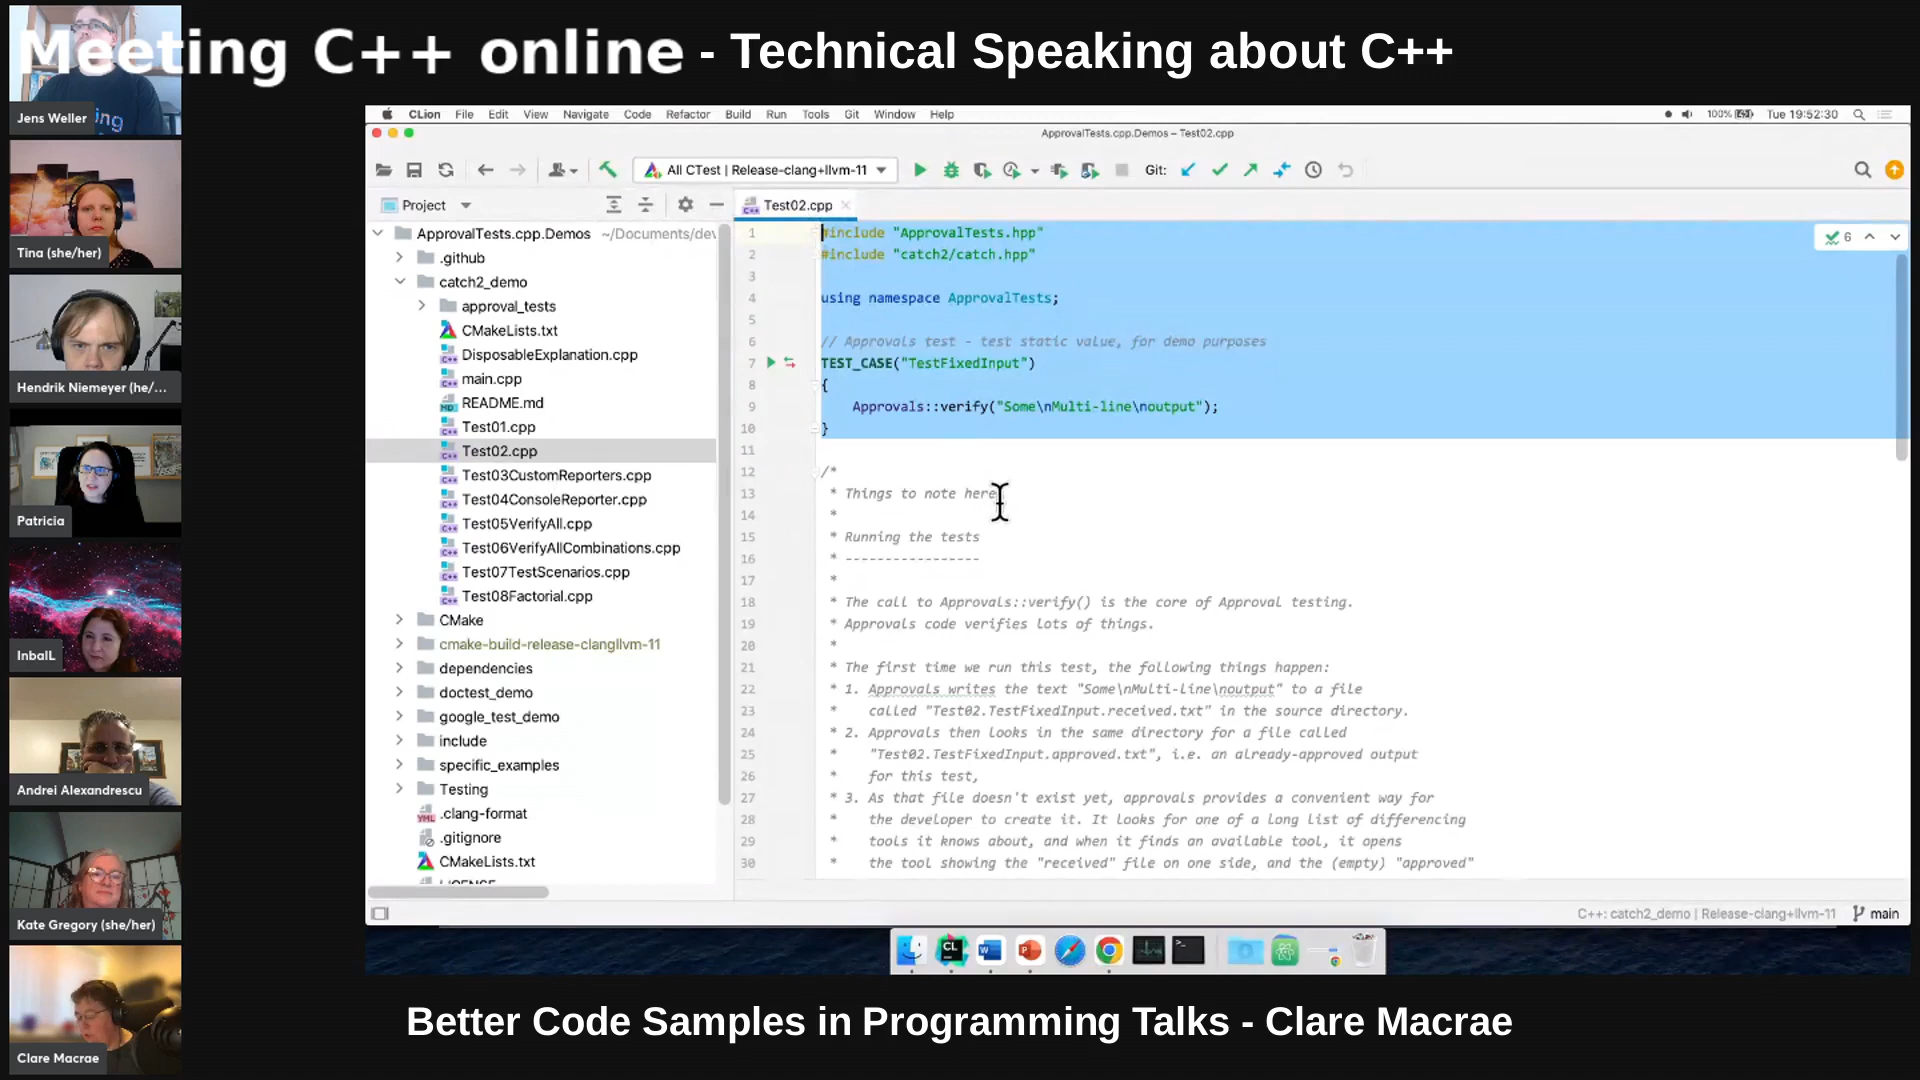 Meeting C++ online - Technical Speaking about C++
Jens Weller
ing
Tina (she/her)
Hendrik Niemeyer (he/...
Patricia
InbalL
Andrei Alexandrescu
Kate Gregory (she/her)
Clare Macrae
CLion File Edit View Navigate Code Refactor Build Run Tools Git Window Help
100% Tue 19:52:30
ApprovalTests.cpp.Demos – Test02.cpp
All CTest | Release-clang+llvm-11
Git:
Project
Test02.cpp
ApprovalTests.cpp.Demos ~/Documents/dev
.github
catch2_demo
approval_tests
CMakeLists.txt
DisposableExplanation.cpp
main.cpp
README.md
Test01.cpp
Test02.cpp
Test03CustomReporters.cpp
Test04ConsoleReporter.cpp
Test05VerifyAll.cpp
Test06VerifyAllCombinations.cpp
Test07TestScenarios.cpp
Test08Factorial.cpp
CMake
cmake-build-release-clangllvm-11
dependencies
doctest_demo
google_test_demo
include
specific_examples
Testing
.clang-format
.gitignore
CMakeLists.txt
LICENSE
6
1 #include "ApprovalTests.hpp"
2 #include "catch2/catch.hpp"
3
4 using namespace ApprovalTests;
5
6 // Approvals test - test static value, for demo purposes
7 TEST_CASE("TestFixedInput")
8 {
9 Approvals::verify("Some\nMulti-line\noutput");
10 }
11
12 /*
13 * Things to note here
14 *
15 * Running the tests
16 * -----------------
17 *
18 * The call to Approvals::verify() is the core of Approval testing.
19 * Approvals code verifies lots of things.
20 *
21 * The first time we run this test, the following things happen:
22 * 1. Approvals writes the text "Some\nMulti-line\noutput" to a file
23 * called "Test02.TestFixedInput.received.txt" in the source directory.
24 * 2. Approvals then looks in the same directory for a file called
25 * "Test02.TestFixedInput.approved.txt", i.e. an already-approved output
26 * for this test,
27 * 3. As that file doesn't exist yet, approvals provides a convenient way for
28 * the developer to create it. It looks for one of a long list of differencing
29 * tools it knows about, and when it finds an available tool, it opens
30 * the tool showing the "received" file on one side, and the (empty) "approved"
C++: catch2_demo | Release-clang+llvm-11 main
Better Code Samples in Programming Talks - Clare Macrae